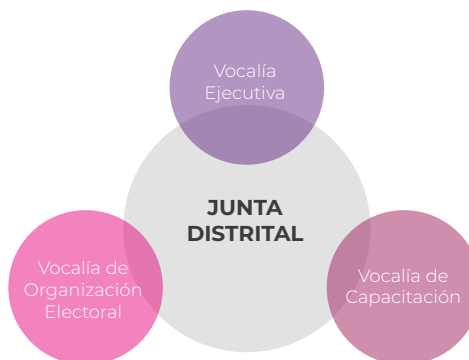 Vocalía
Ejecutiva
JUNTA
DISTRITAL
Vocalía de
Organización
Electoral
Vocalía de
Capacitación